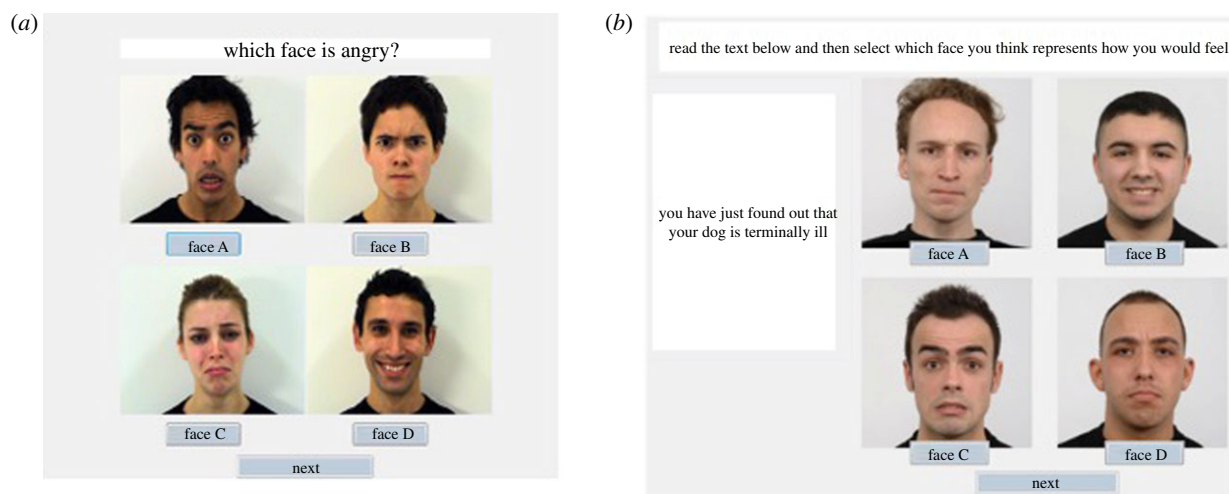 (a)
which face is angry?
face A
face B
face C
face D
next
(b)
read the text below and then select which face you think represents how you would feel
you have just found out that
your dog is terminally ill
face A
face B
face C
face D
next